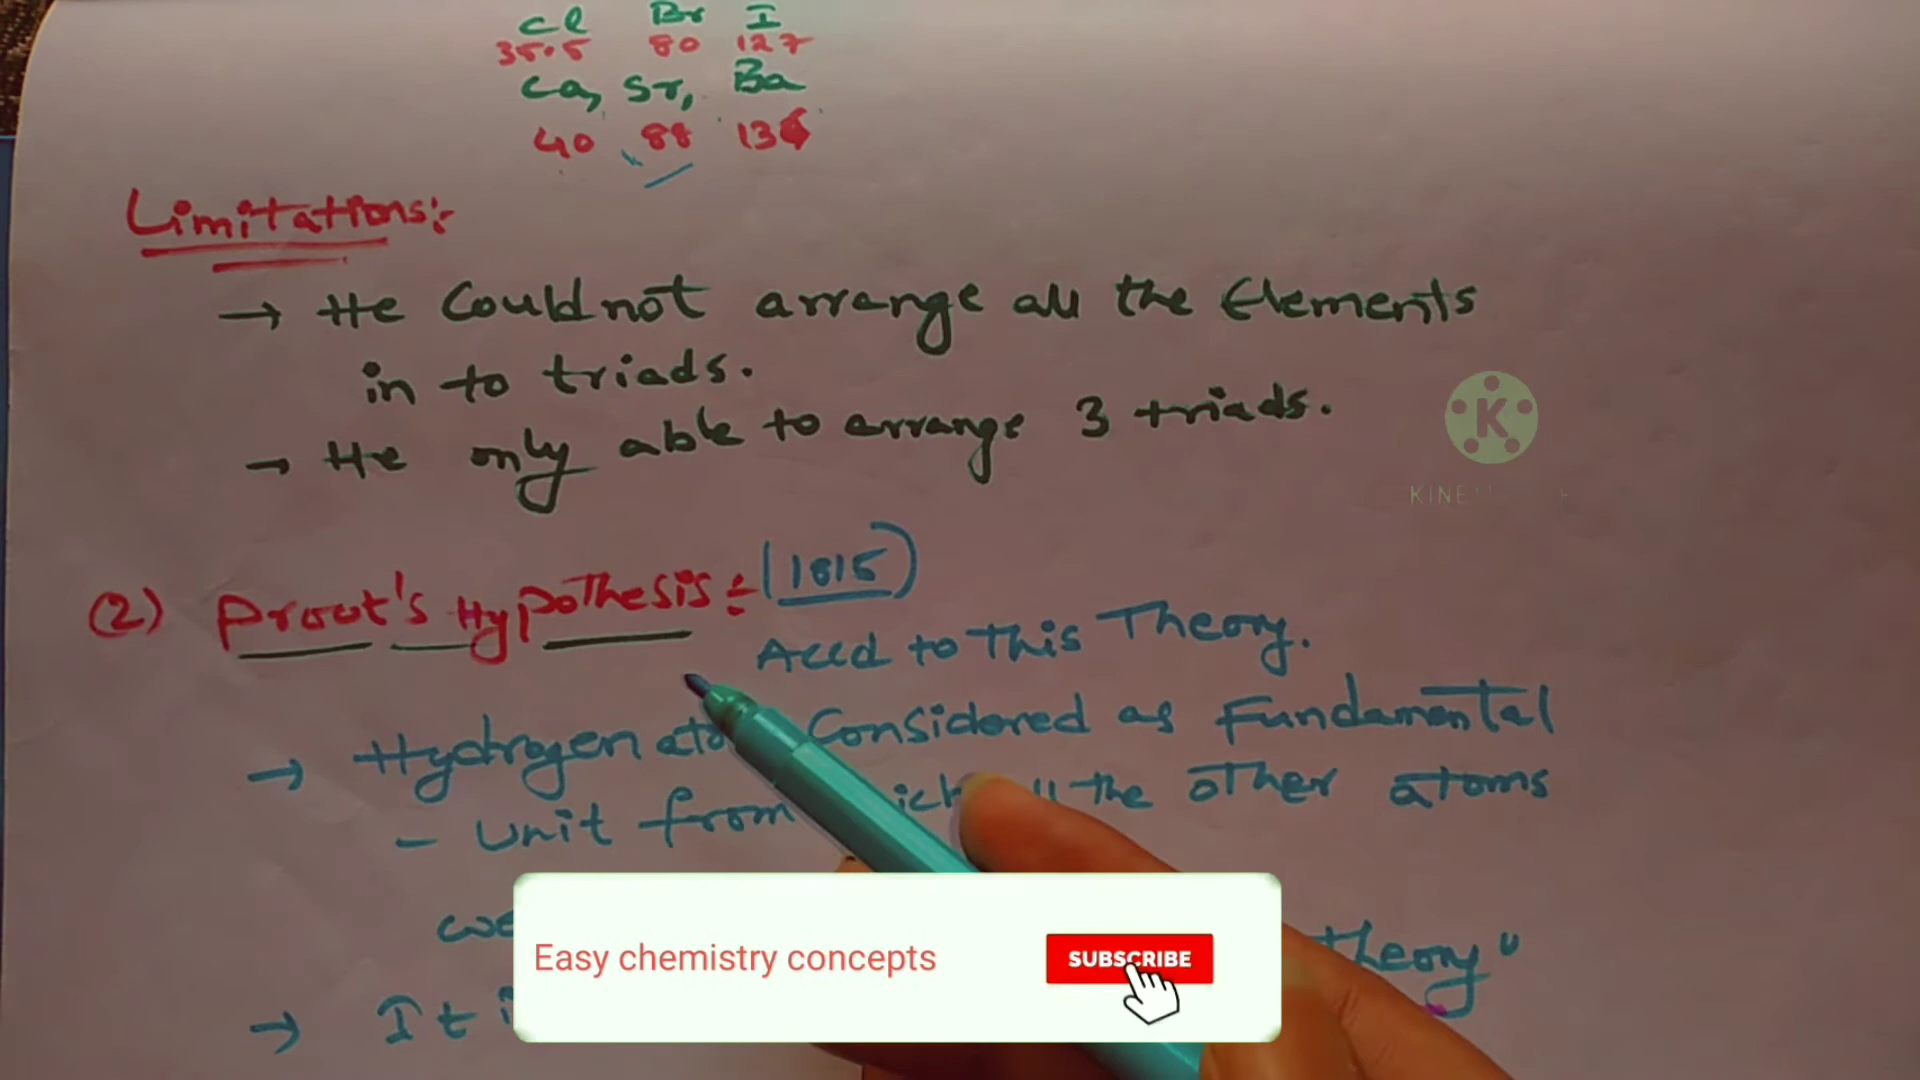 Cl Br I
35.5 80 127
Ca, Sr, Ba
40 88 136
Limitations:-
→ He Could not arrange all the Elements
in to triads.
→ He only able to arrange 3 triads.
(2) Prout's Hypothesis:- (1815)
Accd to This Theory.
→ Hydrogen Considered as Fundamental
- Unit from the other atoms
theory"
→ It
Easy chemistry concepts
SUBSCRIBE
K
KINE